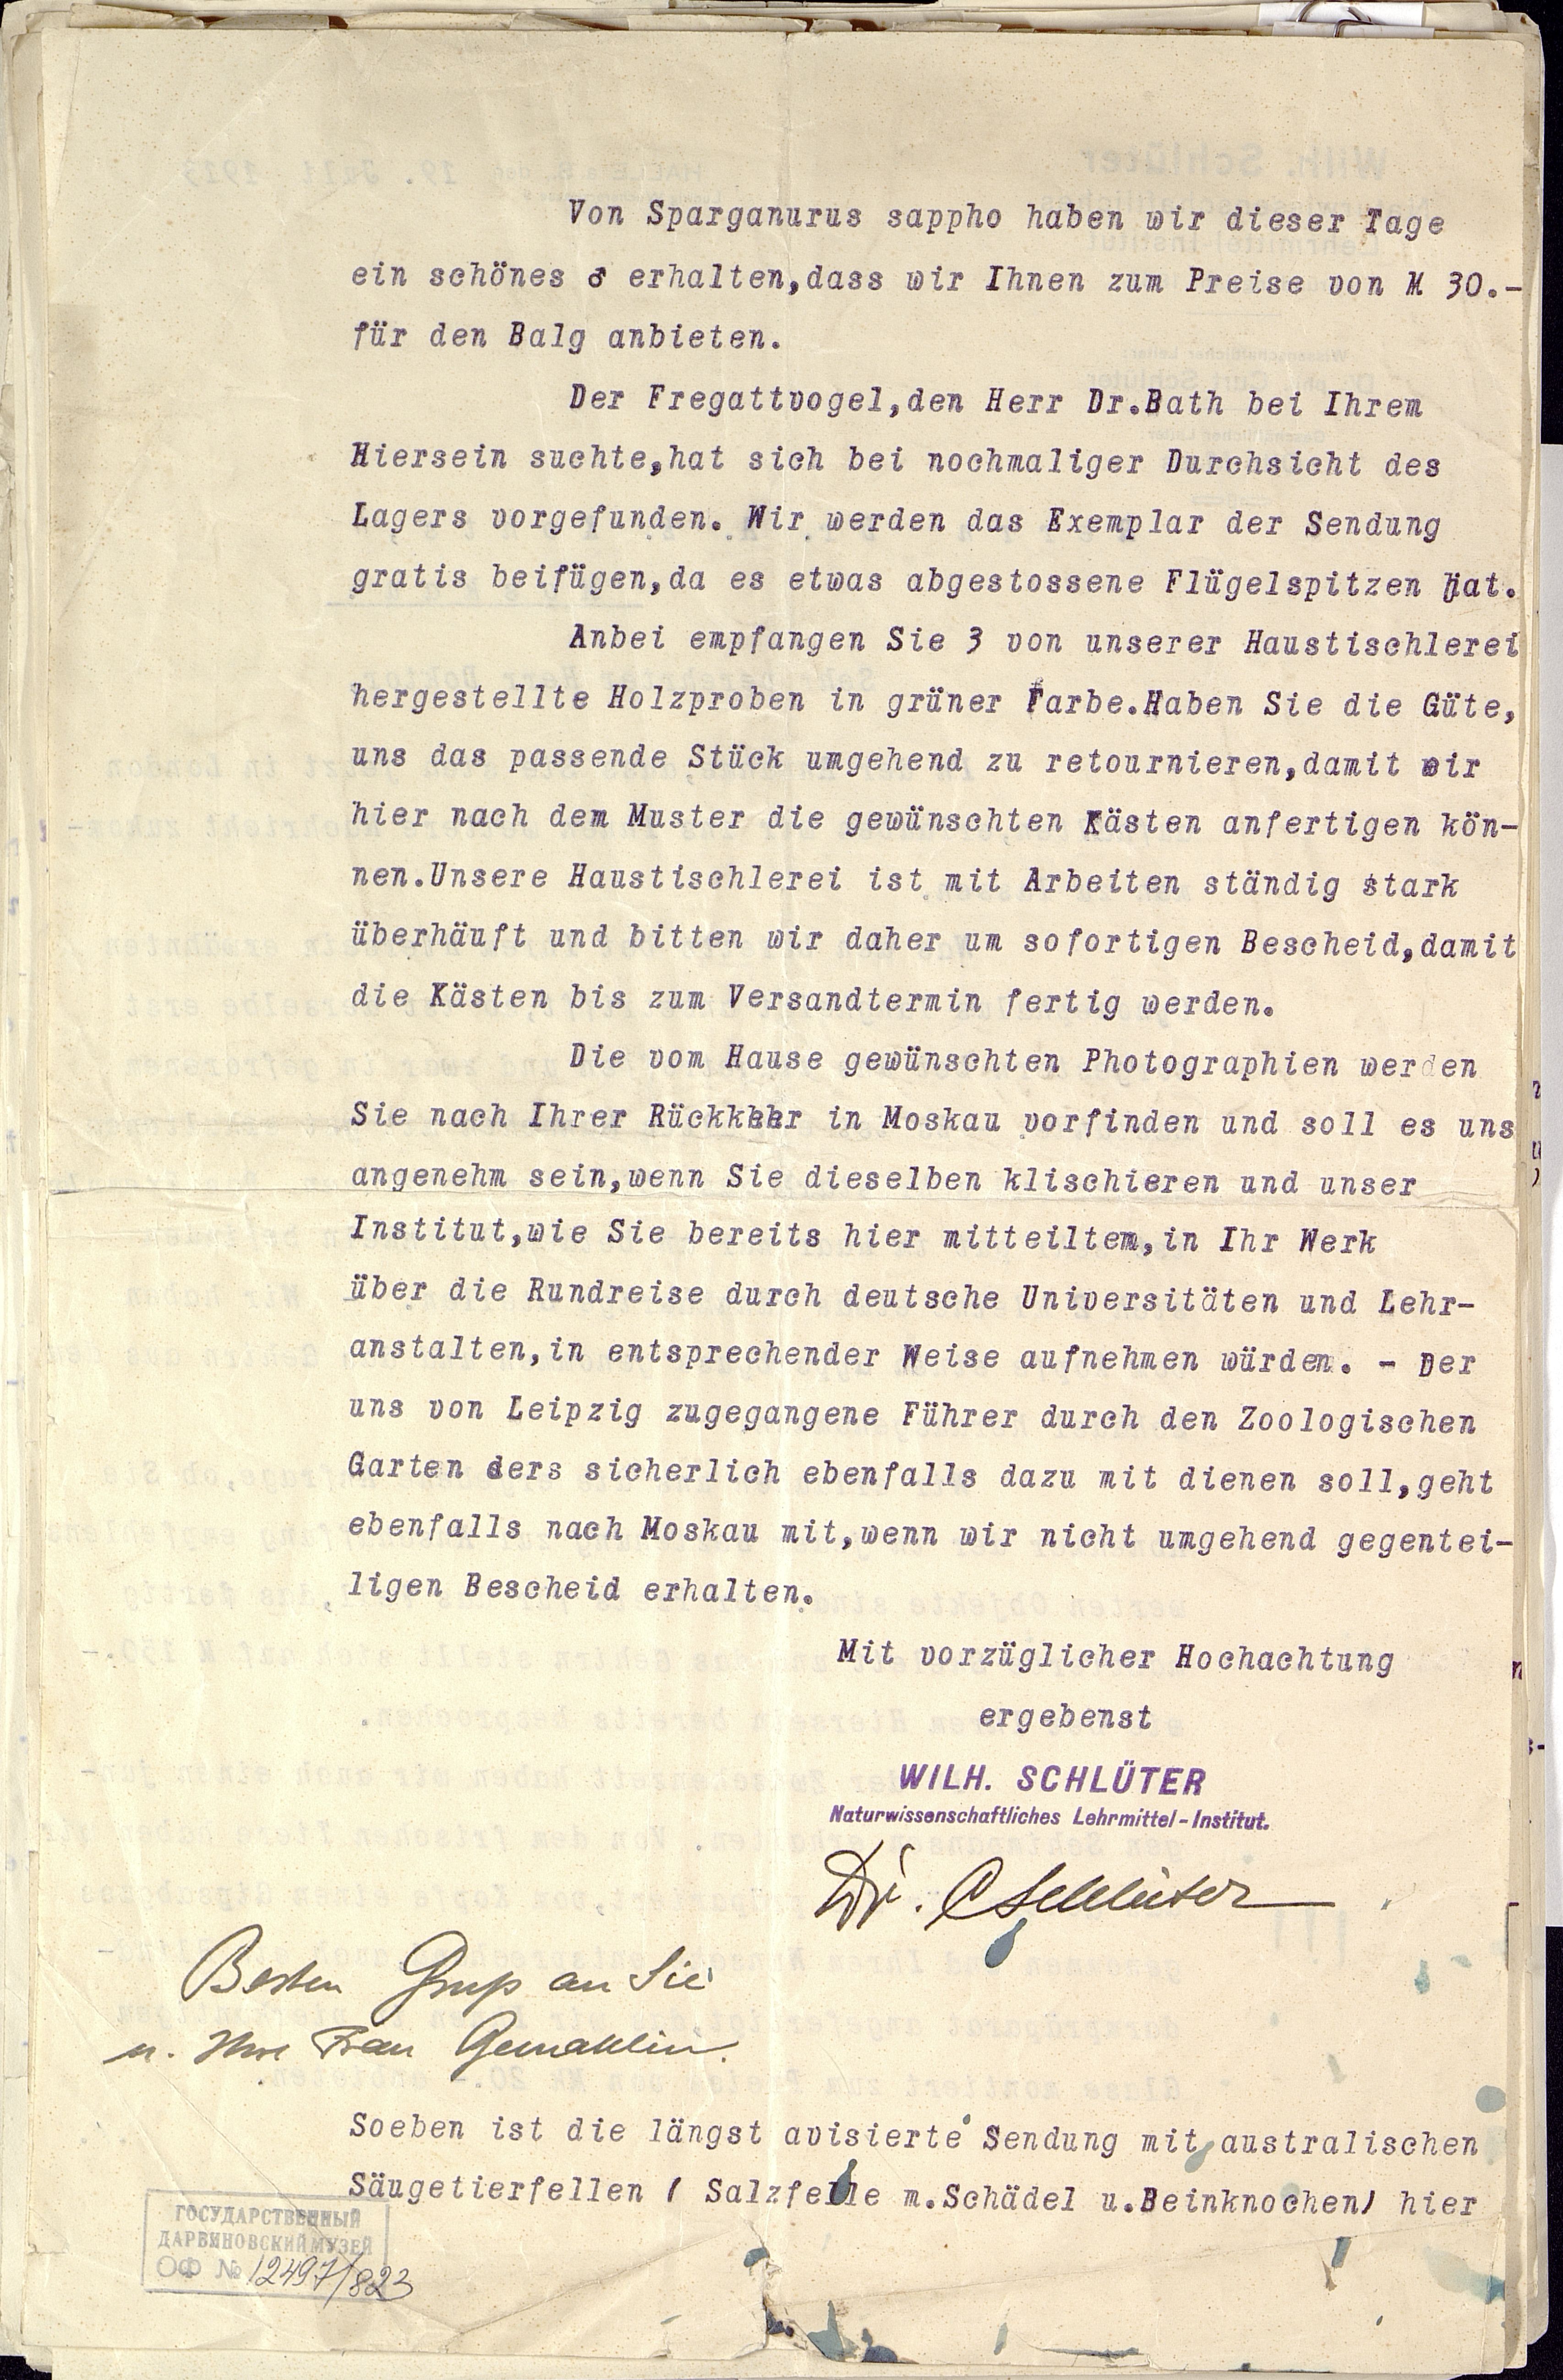 Von Sparganurus sappho haben wir dieser Tage
ein schönes ♂ erhalten,dass wir Ihnen zum Preise von M 30.-
für den Balg anbieten.
Der Fregattvogel,den Herr Dr.Bath bei Ihrem
Hiersein suchte,hat sich bei nochmaliger Durchsicht des
Lagers vorgefunden. Wir werden das Exemplar der Sendung
gratis beifügen,da es etwas abgestossene Flügelspitzen hat.
Anbei empfangen Sie 3 von unserer Haustischlerei
hergestellte Holzproben in grüner Farbe.Haben Sie die Güte,
uns das passende Stück umgehend zu retournieren,damit wir
hier nach dem Muster die gewünschten Kästen anfertigen kön-
nen.Unsere Haustischlerei ist mit Arbeiten ständig stark
überhäuft und bitten wir daher um sofortigen Bescheid,damit
die Kästen bis zum Versandtermin fertig werden.
Die vom Hause gewünschten Photographien werden
Sie nach Ihrer Rückkehr in Moskau vorfinden und soll es uns
angenehm sein,wenn Sie dieselben klischieren und unser
Institut,wie Sie bereits hier mitteiltem,in Ihr Werk
über die Rundreise durch deutsche Universitäten und Lehr-
anstalten,in entsprechender Weise aufnehmen würden. - Der
uns von Leipzig zugegangene Führer durch den Zoologischen
Garten ders sicherlich ebenfalls dazu mit dienen soll,geht
ebenfalls nach Moskau mit,wenn wir nicht umgehend gegentei-
ligen Bescheid erhalten.
Mit vorzüglicher Hochachtung
ergebenst
WILH. SCHLÜTER
Naturwissenschaftliches Lehrmittel-Institut.
Dr. C Schlüter
Besten Gruß an Sie
u. Ihre Frau Gemahlin.
Soeben ist die längst avisierte Sendung mit australischen
Säugetierfellen ( Salzfelle m.Schädel u.Beinknochen) hier
ГОСУДАРСТВЕННЫЙ
ДАРВИНОВСКИЙ МУЗЕЙ
ОФ № 12497/823